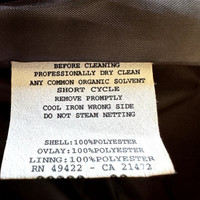 BEFORE CLEANING
PROFESSIONALLY DRY CLEAN
ANY COMMON ORGANIC SOLVENT
SHORT CYCLE
REMOVE PROMPTLY
COOL IRON WRONG SIDE
DO NOT STEAM NETTING
SHELL:100%POLYESTER
OVLAY:100%POLYESTER
LINNG:100%POLYESTER
RN 49422 - CA 21472